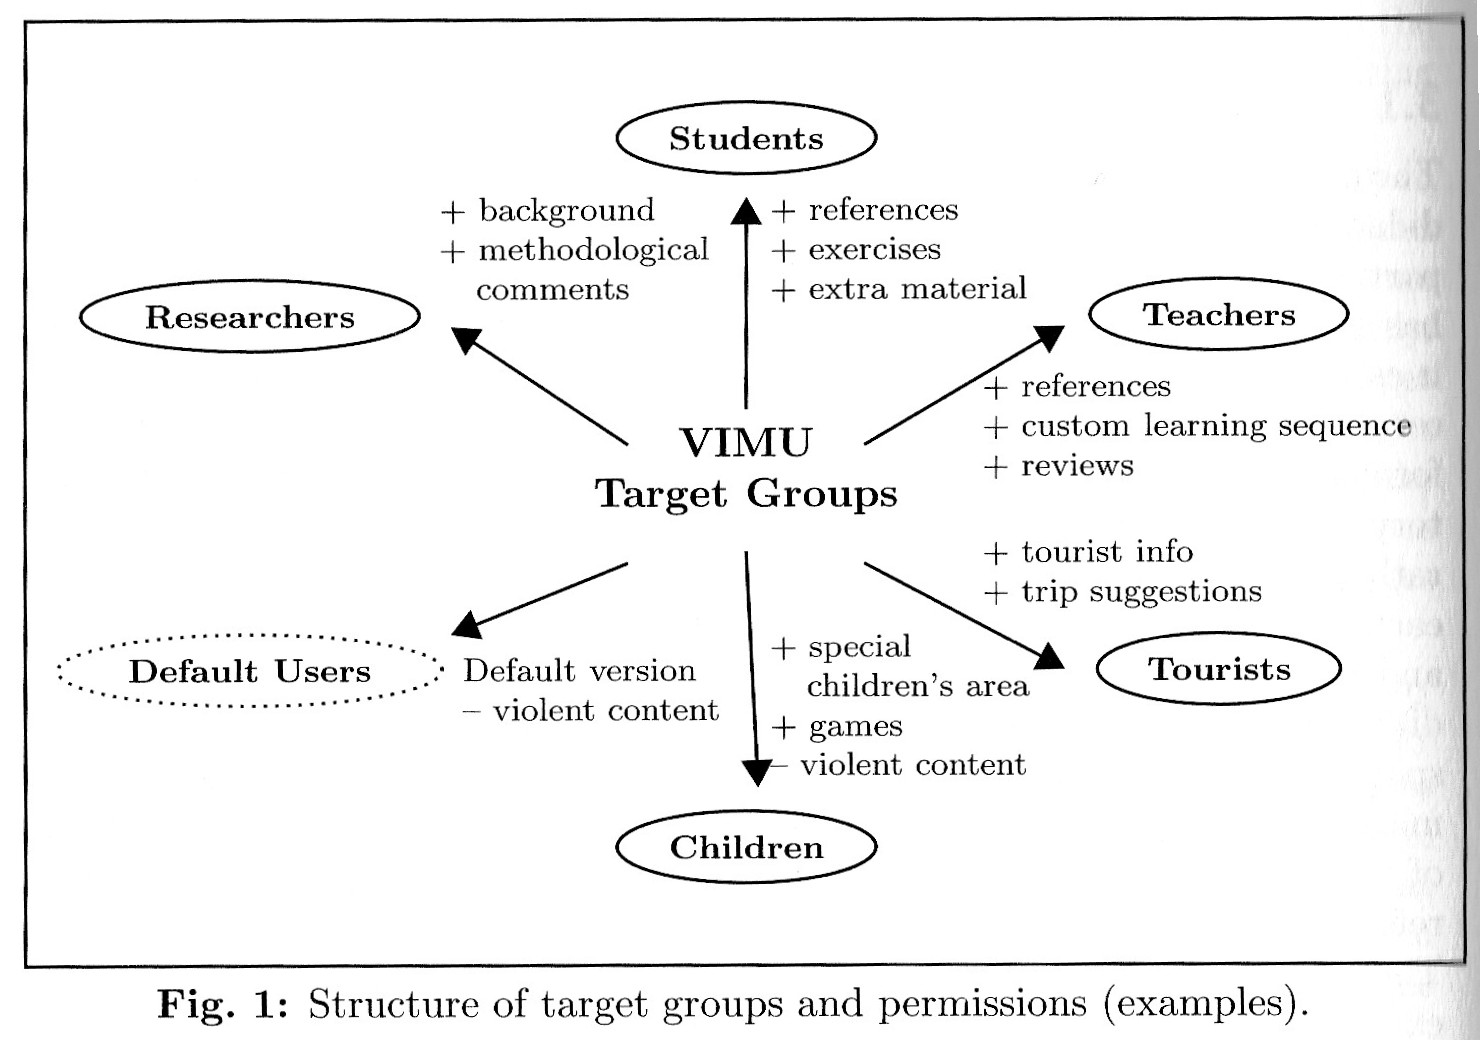 Students
+ background
+ methodological
comments
+ references
+ exercises
+ extra material
Researchers
Teachers
+ references
+ custom learning sequence
+ reviews
VIMU
Target Groups
+ tourist info
+ trip suggestions
Tourists
Default Users
Default version
– violent content
+ special
children's area
+ games
– violent content
Children
Fig. 1: Structure of target groups and permissions (examples).